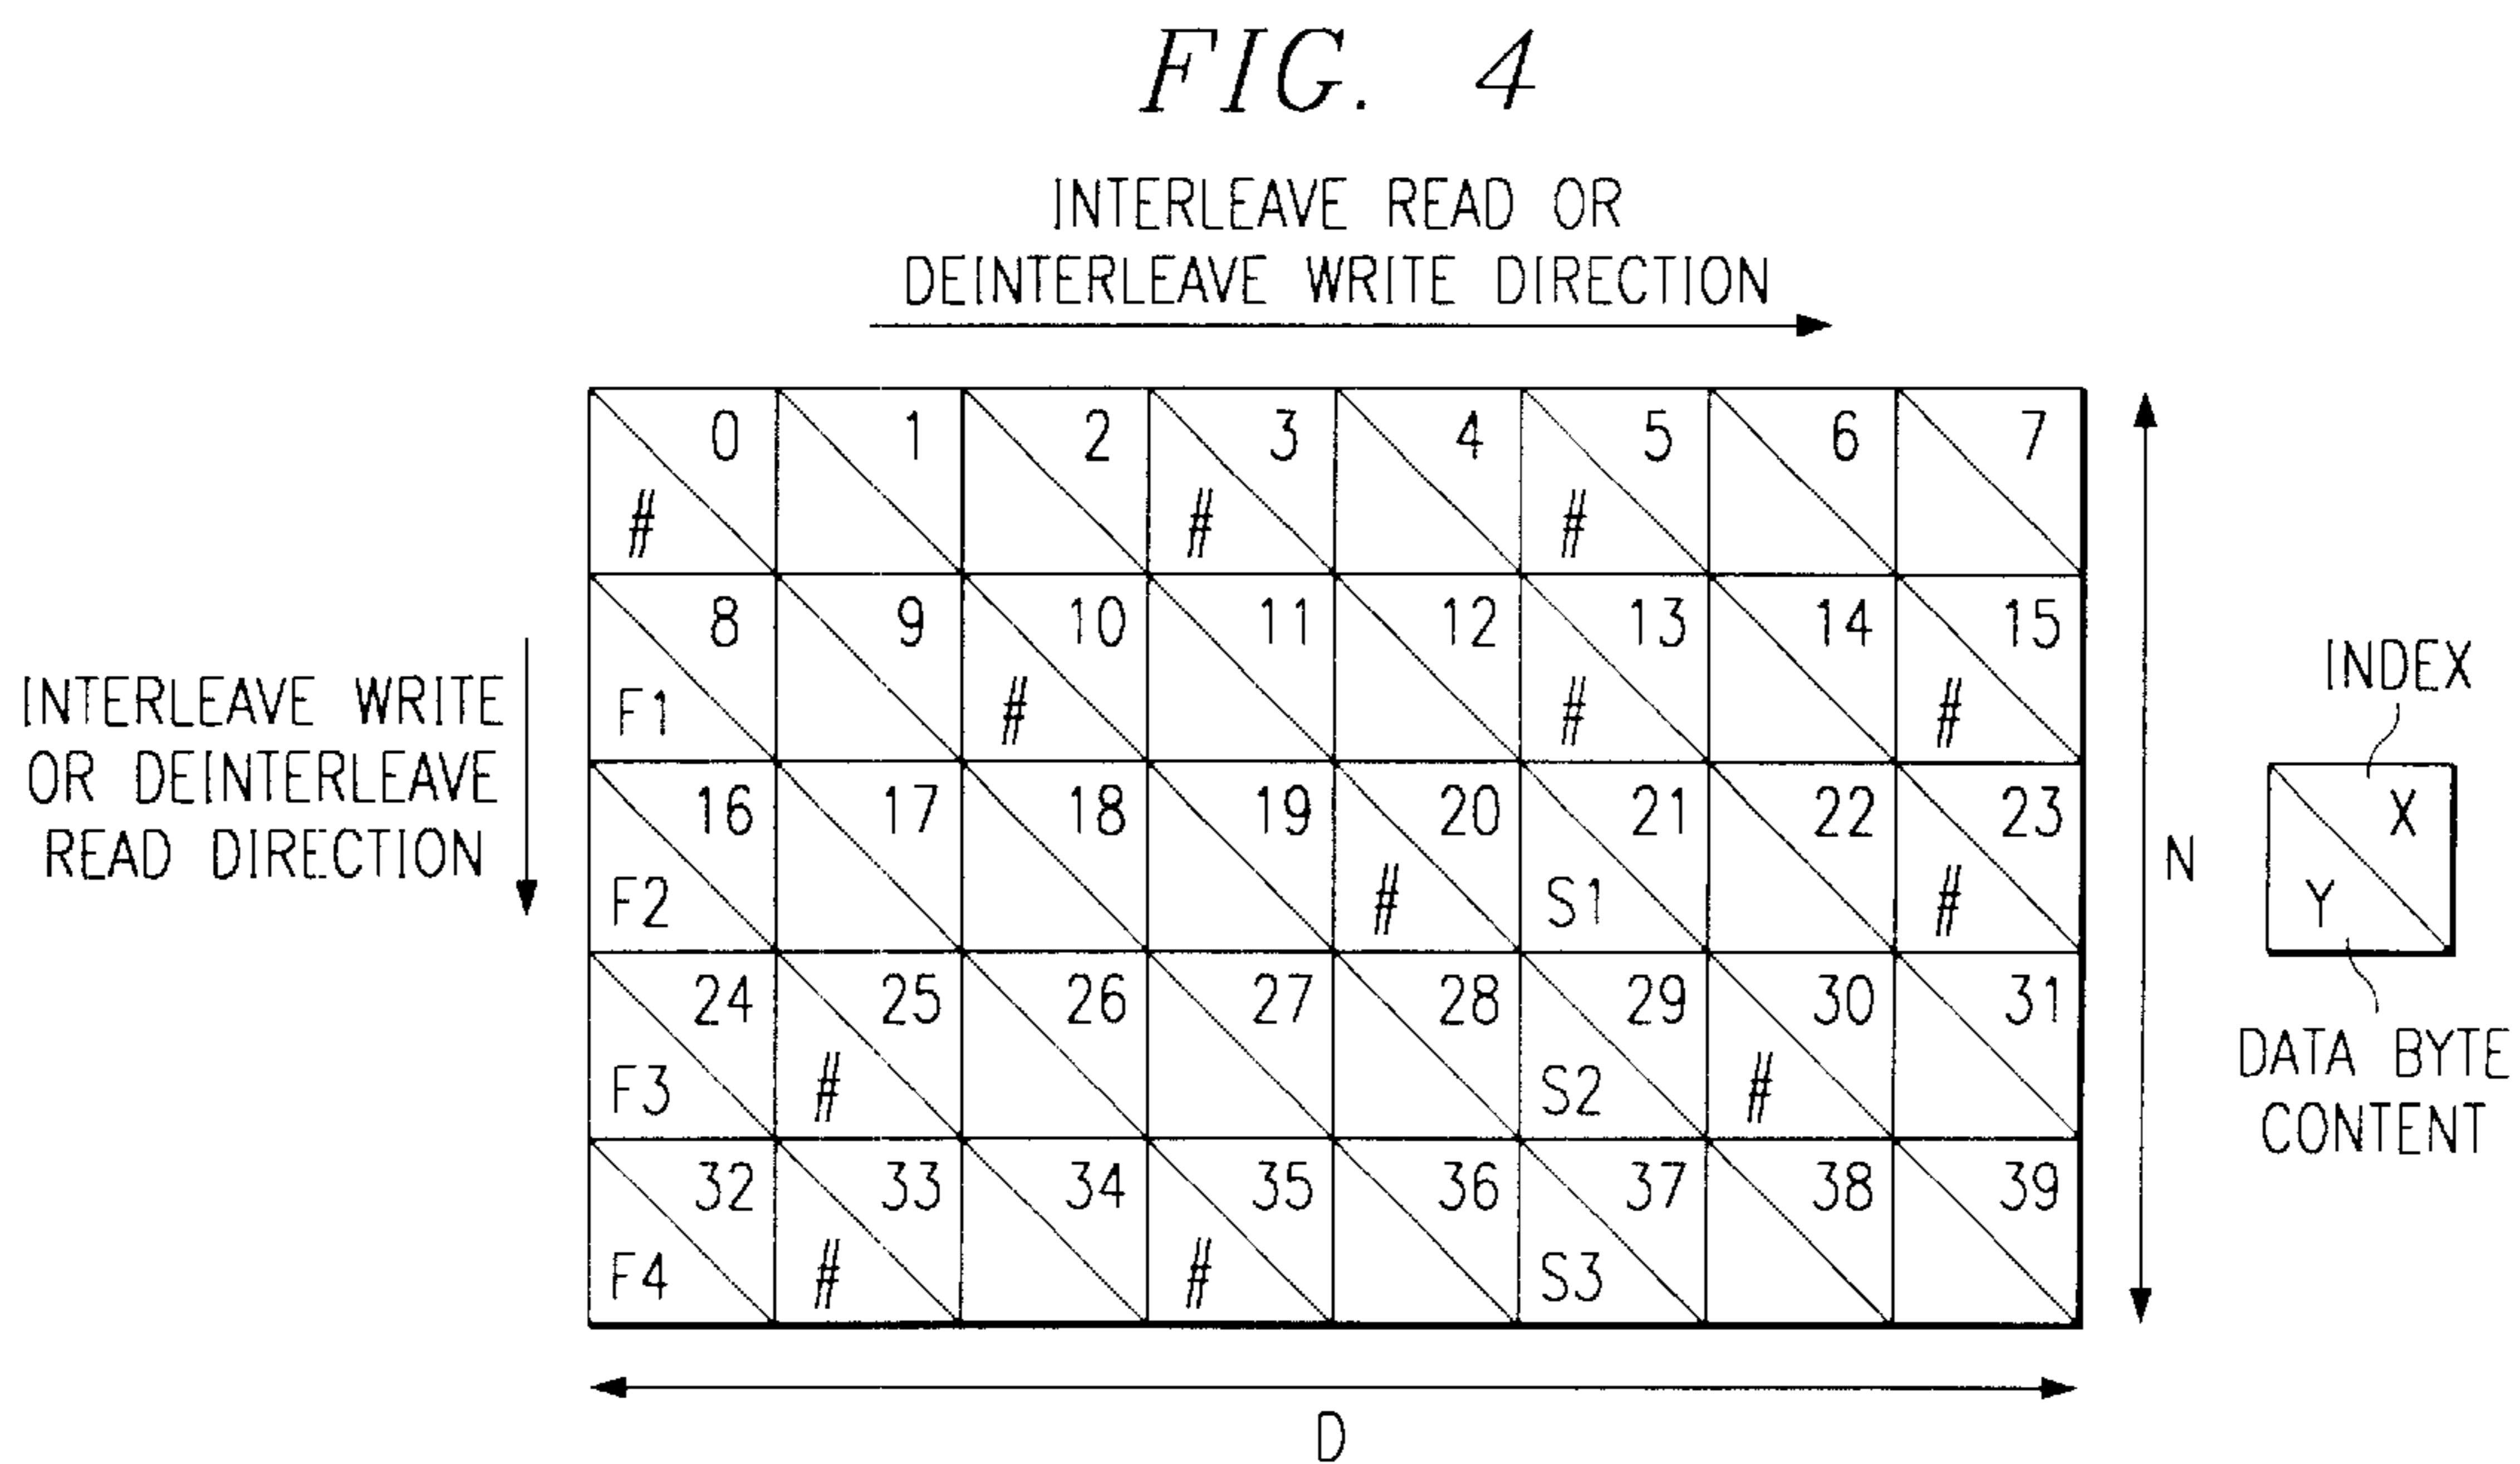 FIG. 4
INTERLEAVE READ OR
DEINTERLEAVE WRITE DIRECTION
0 1 2 3 4 5 6 7
# # #
8 9 10 11 12 13 14 15
F1 # # #
16 17 18 19 20 21 22 23
F2 # S1 #
24 25 26 27 28 29 30 31
F3 # S2 #
32 33 34 35 36 37 38 39
F4 # # S3
INTERLEAVE WRITE
OR DEINTERLEAVE
READ DIRECTION
N
D
INDEX
X
Y
DATA BYTE
CONTENT